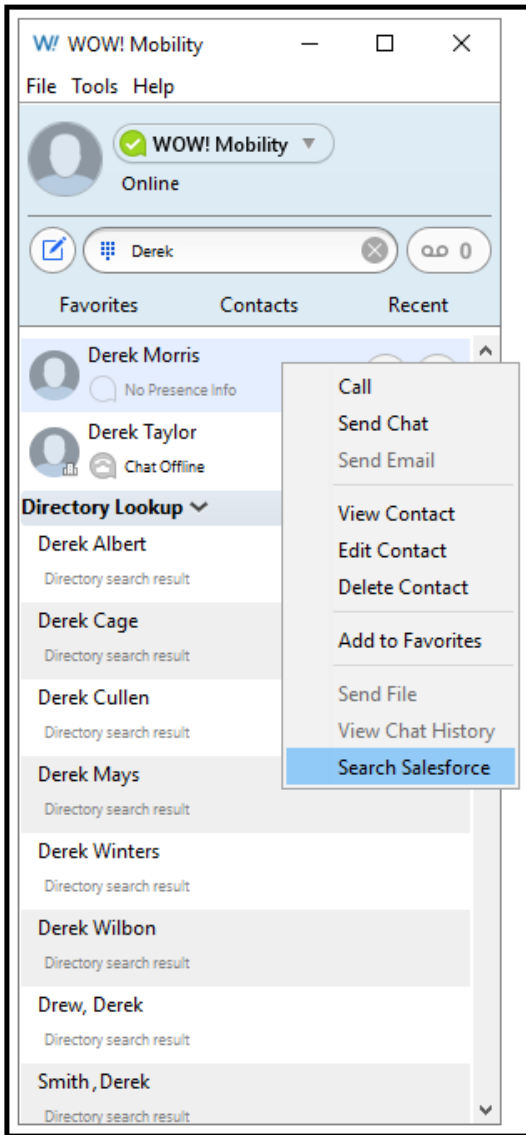 W! WOW! Mobility
File Tools Help
WOW! Mobility
Online
Derek
0
Favorites Contacts Recent
Derek Morris
No Presence Info
Derek Taylor
Chat Offline
Directory Lookup
Derek Albert
Directory search result
Derek Cage
Directory search result
Derek Cullen
Directory search result
Derek Mays
Directory search result
Derek Winters
Directory search result
Derek Wilbon
Directory search result
Drew, Derek
Directory search result
Smith ,Derek
Directory search result
Call
Send Chat
Send Email
View Contact
Edit Contact
Delete Contact
Add to Favorites
Send File
View Chat History
Search Salesforce